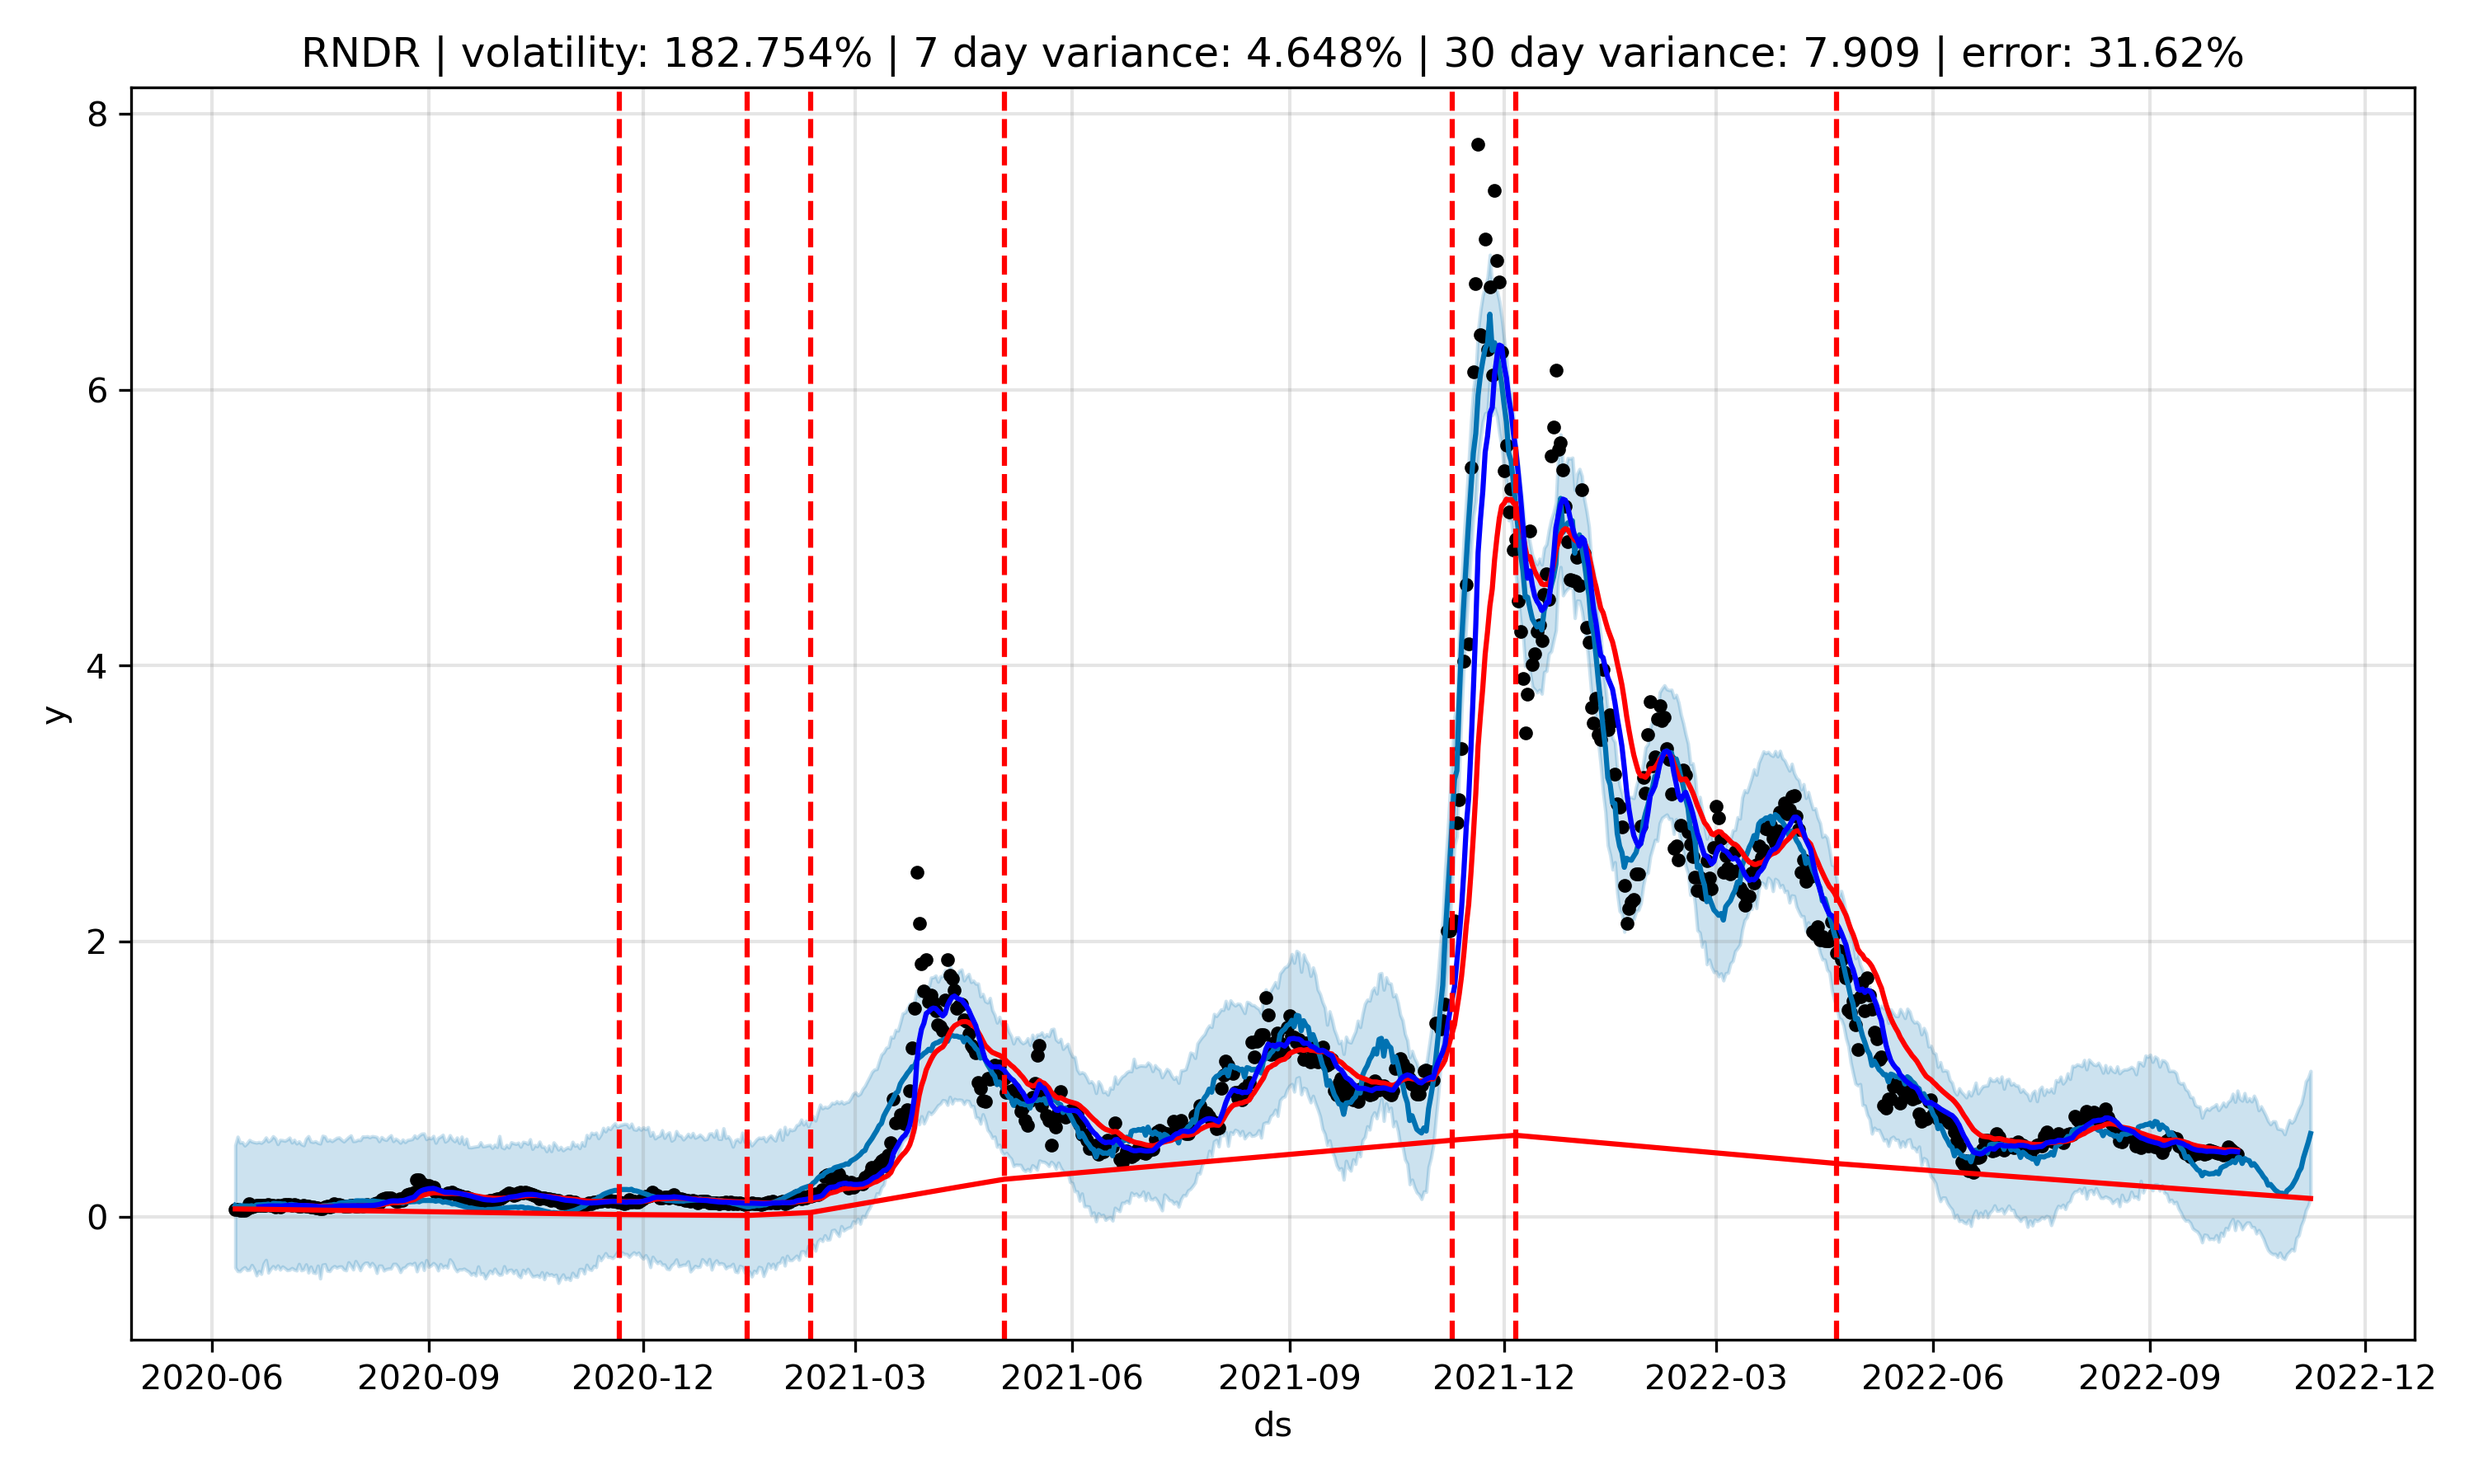 RNDR | volatility: 182.754% | 7 day variance: 4.648% | 30 day variance: 7.909 | error: 31.62%
8
6
4
2
0
y
2020-06 2020-09 2020-12 2021-03 2021-06 2021-09 2021-12 2022-03 2022-06 2022-09 2022-12
ds